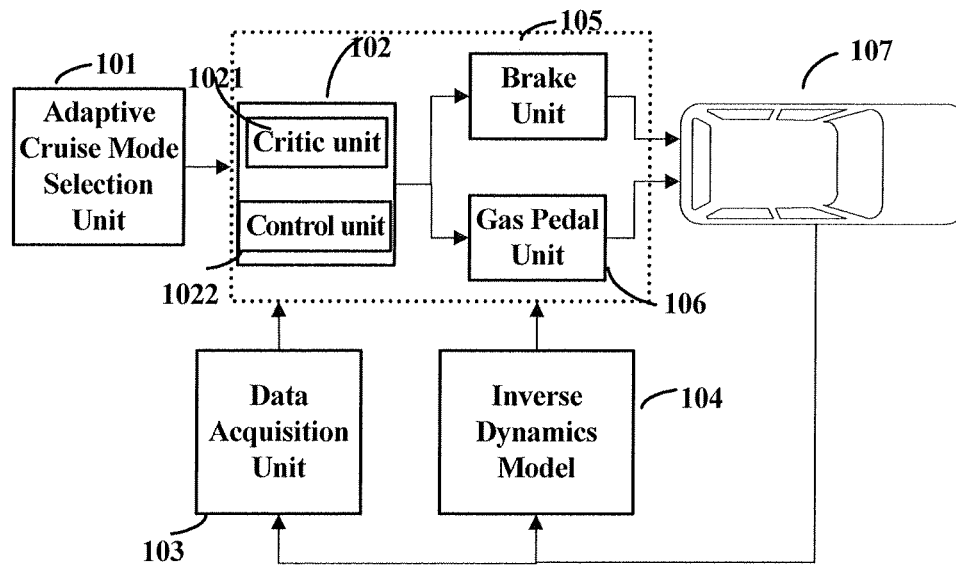 101
Adaptive
Cruise Mode
Selection
Unit
102
1021
Critic unit
Control unit
1022
105
Brake
Unit
Gas Pedal
Unit
106
107
Data
Acquisition
Unit
103
Inverse
Dynamics
Model
104